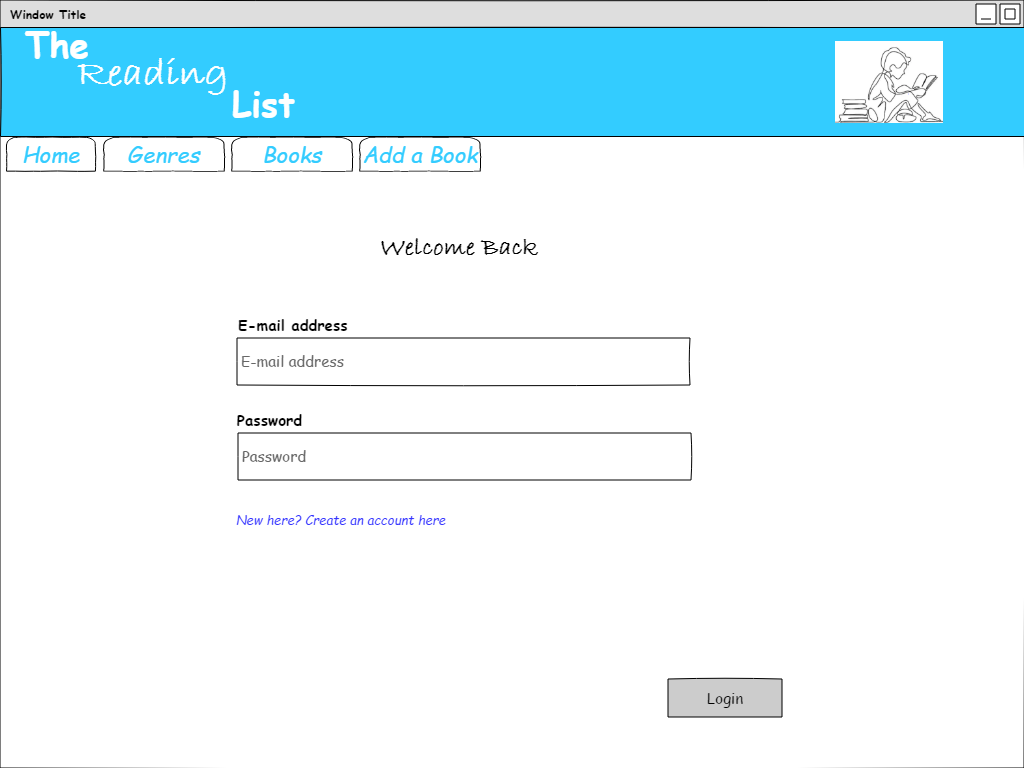 Window Title
The
Reading
List
Home Genres Books Add a Book
Welcome Back
E-mail address
E-mail address
Password
Password
New here? Create an account here
Login